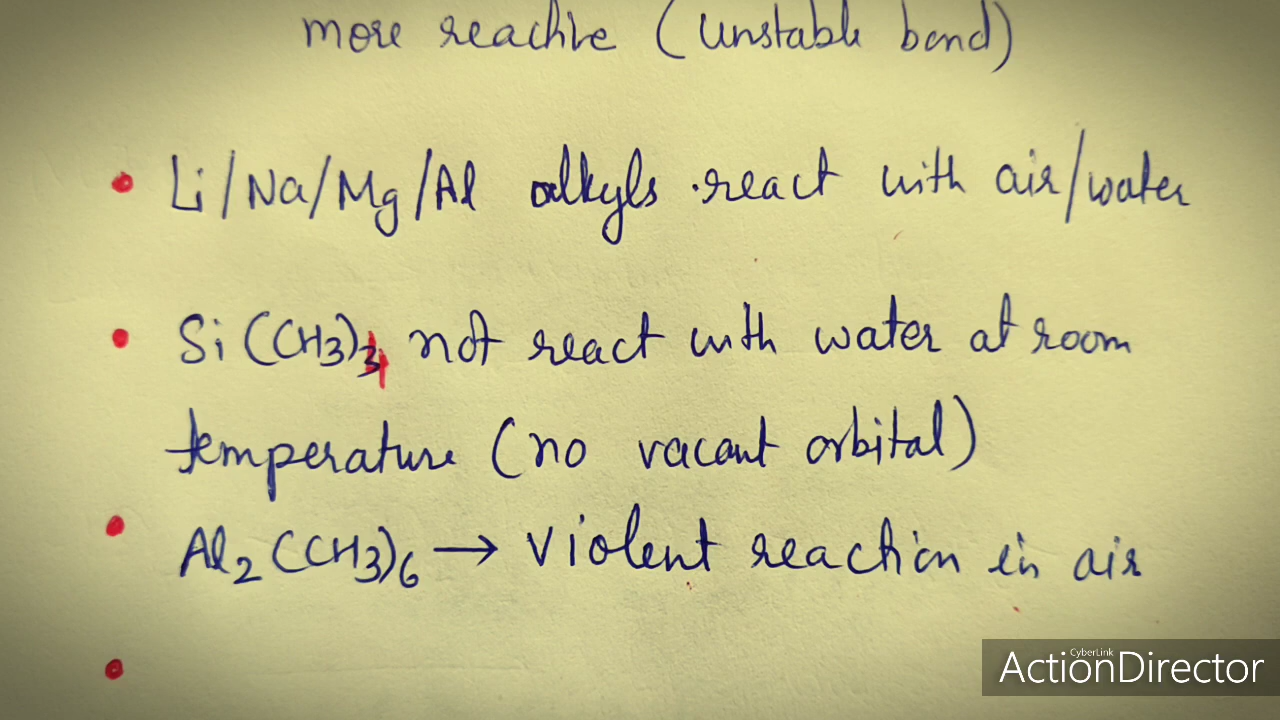 more reactive (unstable bond)
• Li/Na/Mg/Al alkyls react with air/water
• Si(CH3)4 not react with water at room
temperature (no vacant orbital)
• Al2(CH3)6 → violent reaction in air
•
CyberLink
ActionDirector